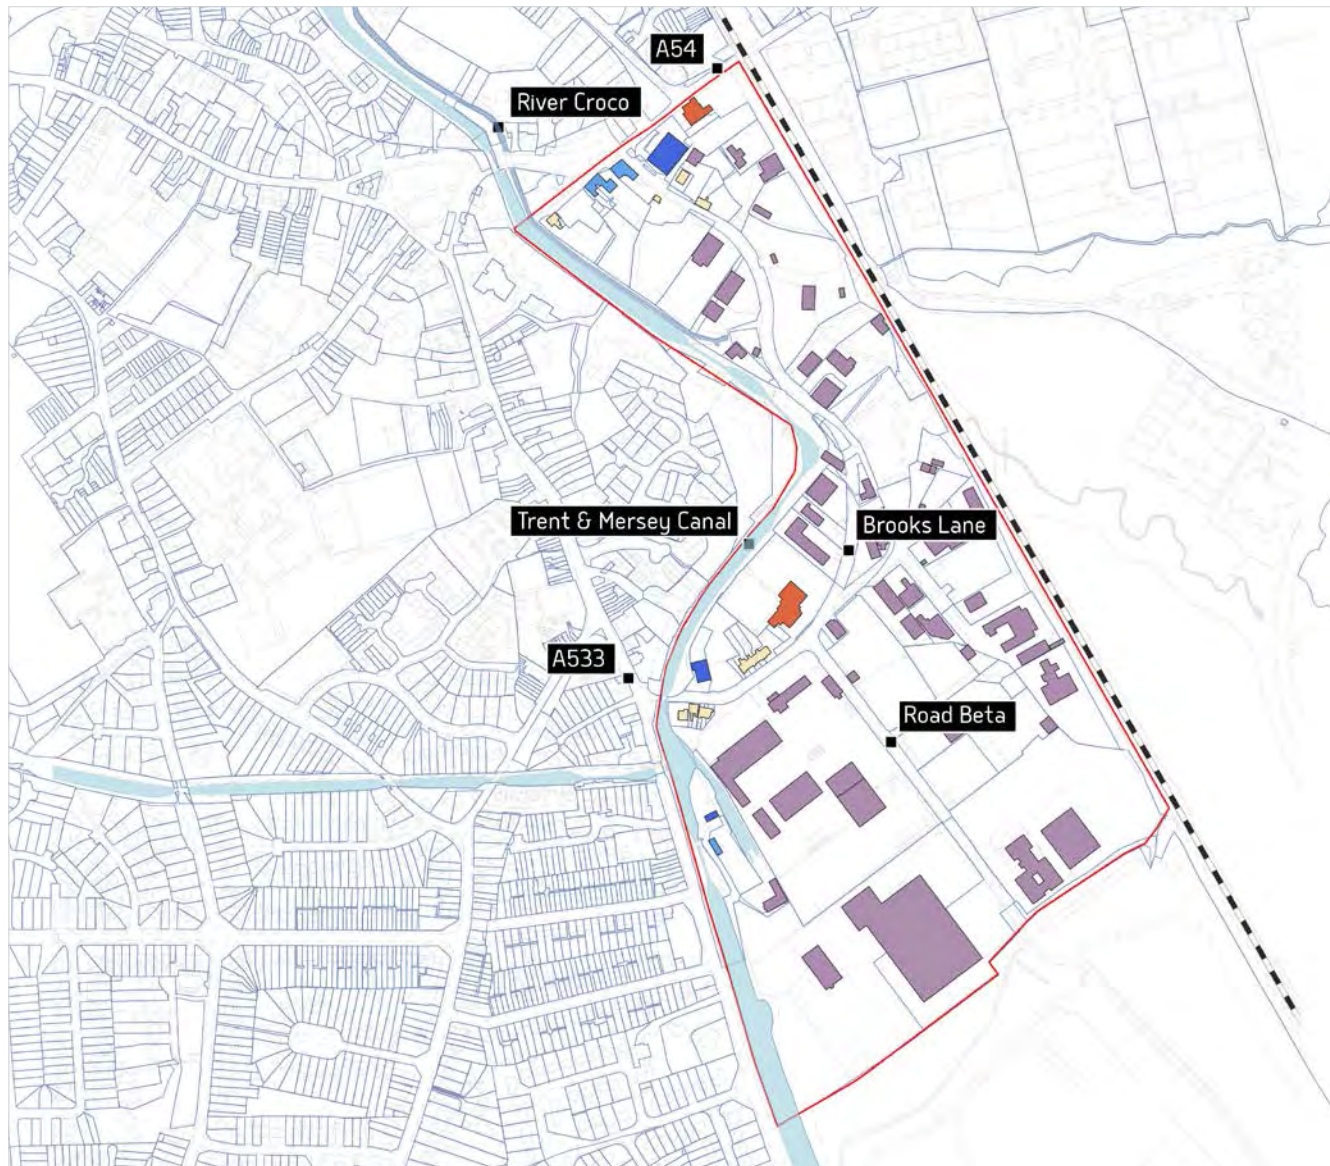 A54
River Croco
Trent & Mersey Canal
Brooks Lane
A533
Road Beta